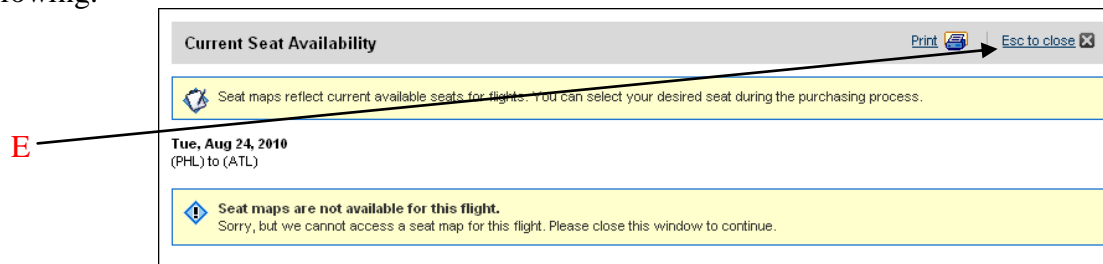 Current Seat Availability Print Esc to close
Seat maps reflect current available seats for flights. You can select your desired seat during the purchasing process.
E
Tue, Aug 24, 2010
(PHL) to (ATL)
Seat maps are not available for this flight.
Sorry, but we cannot access a seat map for this flight. Please close this window to continue.